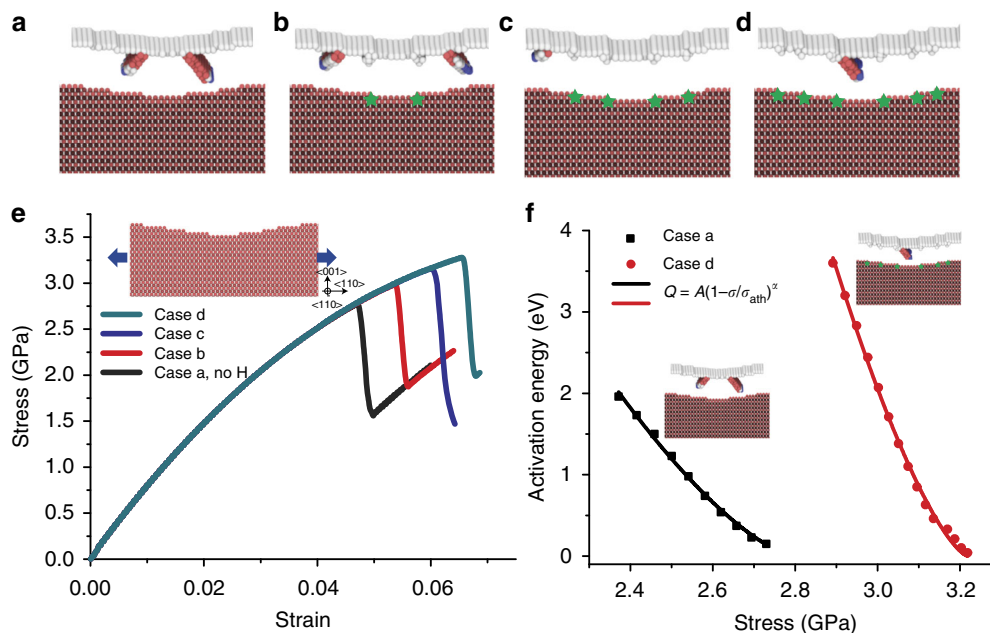 a
b
c
d
e
3.5
3.0
2.5
2.0
1.5
1.0
0.5
0.0
Stress (GPa)
<001>
<110>
<110>
Case d
Case c
Case b
Case a, no H
0.00
0.02
0.04
0.06
Strain
f
4
3
2
1
0
Activation energy (eV)
Case a
Case d
Q = A(1–σ/σath)α
2.4
2.6
2.8
3.0
3.2
Stress (GPa)